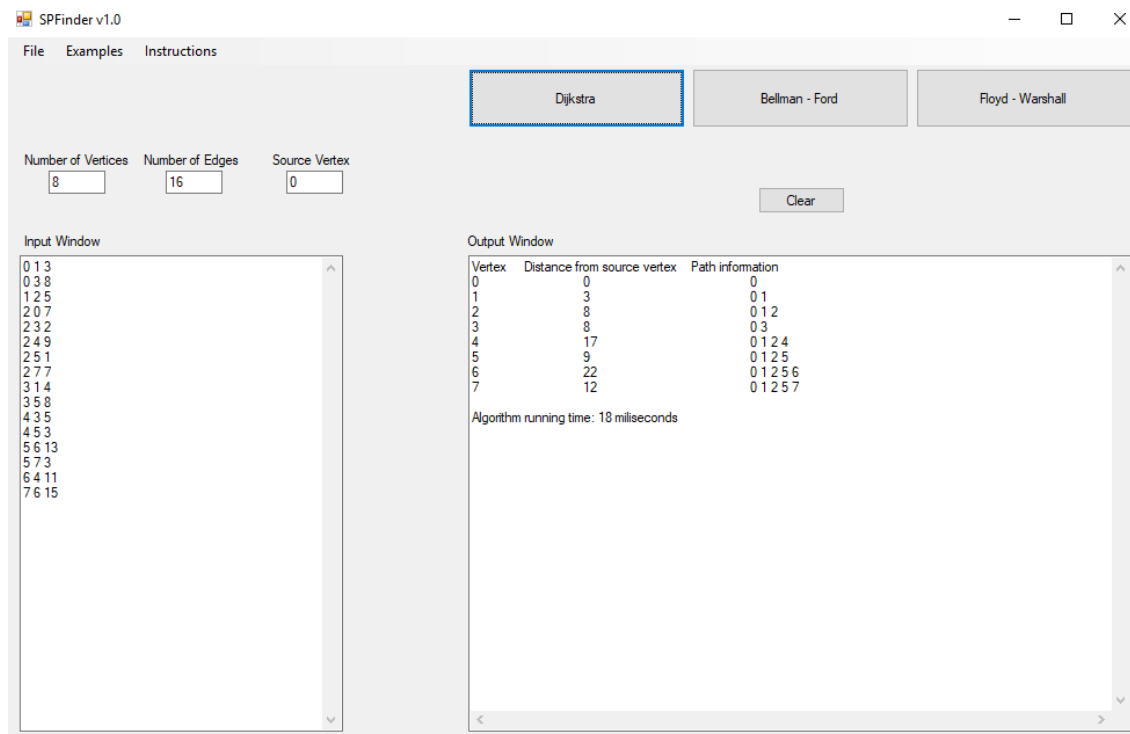 SPFinder v1.0
File Examples Instructions
Dijkstra Bellman - Ford Floyd - Warshall
Number of Vertices Number of Edges Source Vertex
8 16 0
Clear
Input Window
0 1 3
0 3 8
1 2 5
2 0 7
2 3 2
2 4 9
2 5 1
2 7 7
3 1 4
3 5 8
4 3 5
4 5 3
5 6 13
5 7 3
6 4 11
7 6 15
Output Window
Vertex Distance from source vertex Path information
0 0 0
1 3 0 1
2 8 0 1 2
3 8 0 3
4 17 0 1 2 4
5 9 0 1 2 5
6 22 0 1 2 5 6
7 12 0 1 2 5 7
Algorithm running time: 18 miliseconds